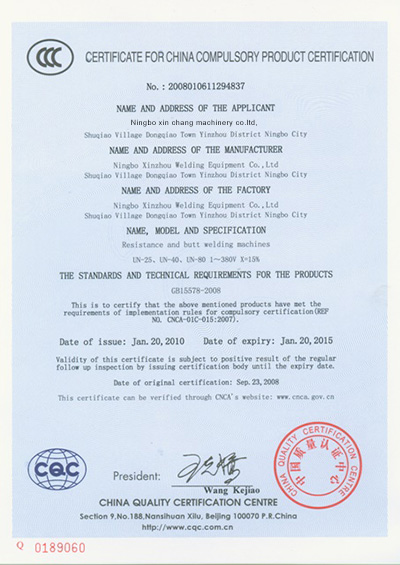 CCC
CERTIFICATE FOR CHINA COMPULSORY PRODUCT CERTIFICATION
No.: 2008010611294837
NAME AND ADDRESS OF THE APPLICANT
Ningbo xin chang machinery co.ltd,
Shuqiao Village Dongqiao Town Yinzhou District Ningbo City
NAME AND ADDRESS OF THE MANUFACTURER
Ningbo Xinzhou Welding Equipment Co.,Ltd
Shuqiao Village Dongqiao Town Yinzhou District Ningbo City
NAME AND ADDRESS OF THE FACTORY
Ningbo Xinzhou Welding Equipment Co.,Ltd
Shuqiao Village Dongqiao Town Yinzhou District Ningbo City
NAME, MODEL AND SPECIFICATION
Resistance and butt welding machines
UN-25、UN-40、UN-80 1~380V X=15%
THE STANDARDS AND TECHNICAL REQUIREMENTS FOR THE PRODUCTS
GB15578-2008
This is to certify that the above mentioned products have met the
requirements of implementation rules for compulsory certification(REF
NO. CNCA-01C-015:2007).
Date of issue: Jan. 20, 2010 Date of expiry: Jan. 20, 2015
Validity of this certificate is subject to positive result of the regular
follow up inspection by issuing certification body until the expiry date.
Date of original certification: Sep. 23, 2008
This certificate can be verified through CNCA's website: www.cnca.gov.cn
CQC
President:
Wang Kejiao
CHINA QUALITY CERTIFICATION CENTRE
中国质量认证中心
CHINA QUALITY CERTIFICATION CENTRE
Section 9, No.188, Nansihuan Xilu, Beijing 100070 P.R.China
http://www.cqc.com.cn
Q 0189060